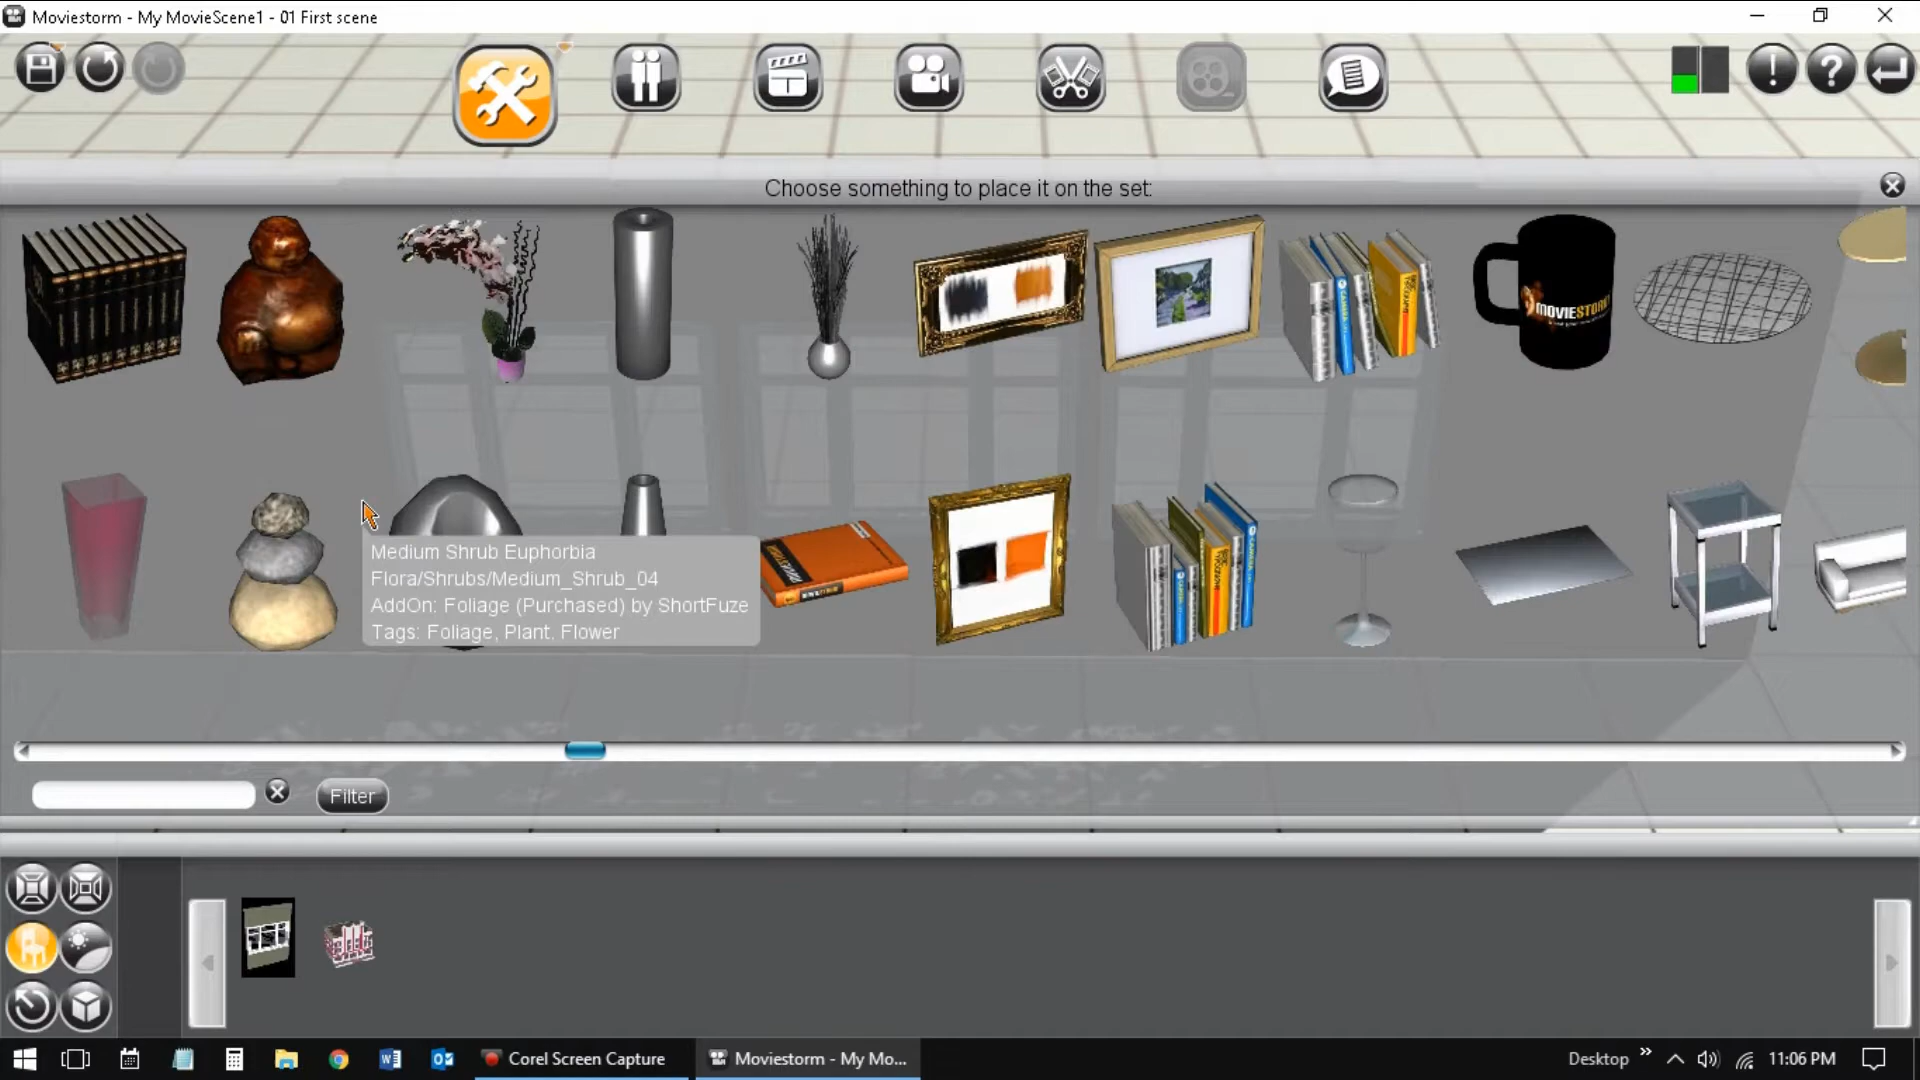 Moviestorm - My MovieScene1 - 01 First scene
Choose something to place it on the set:
MOVIESTORM
Medium Shrub Euphorbia
Flora/Shrubs/Medium_Shrub_04
AddOn: Foliage (Purchased) by ShortFuze
Tags: Foliage, Plant, Flower
Filter
Corel Screen Capture
Moviestorm - My Mo...
Desktop
11:06 PM